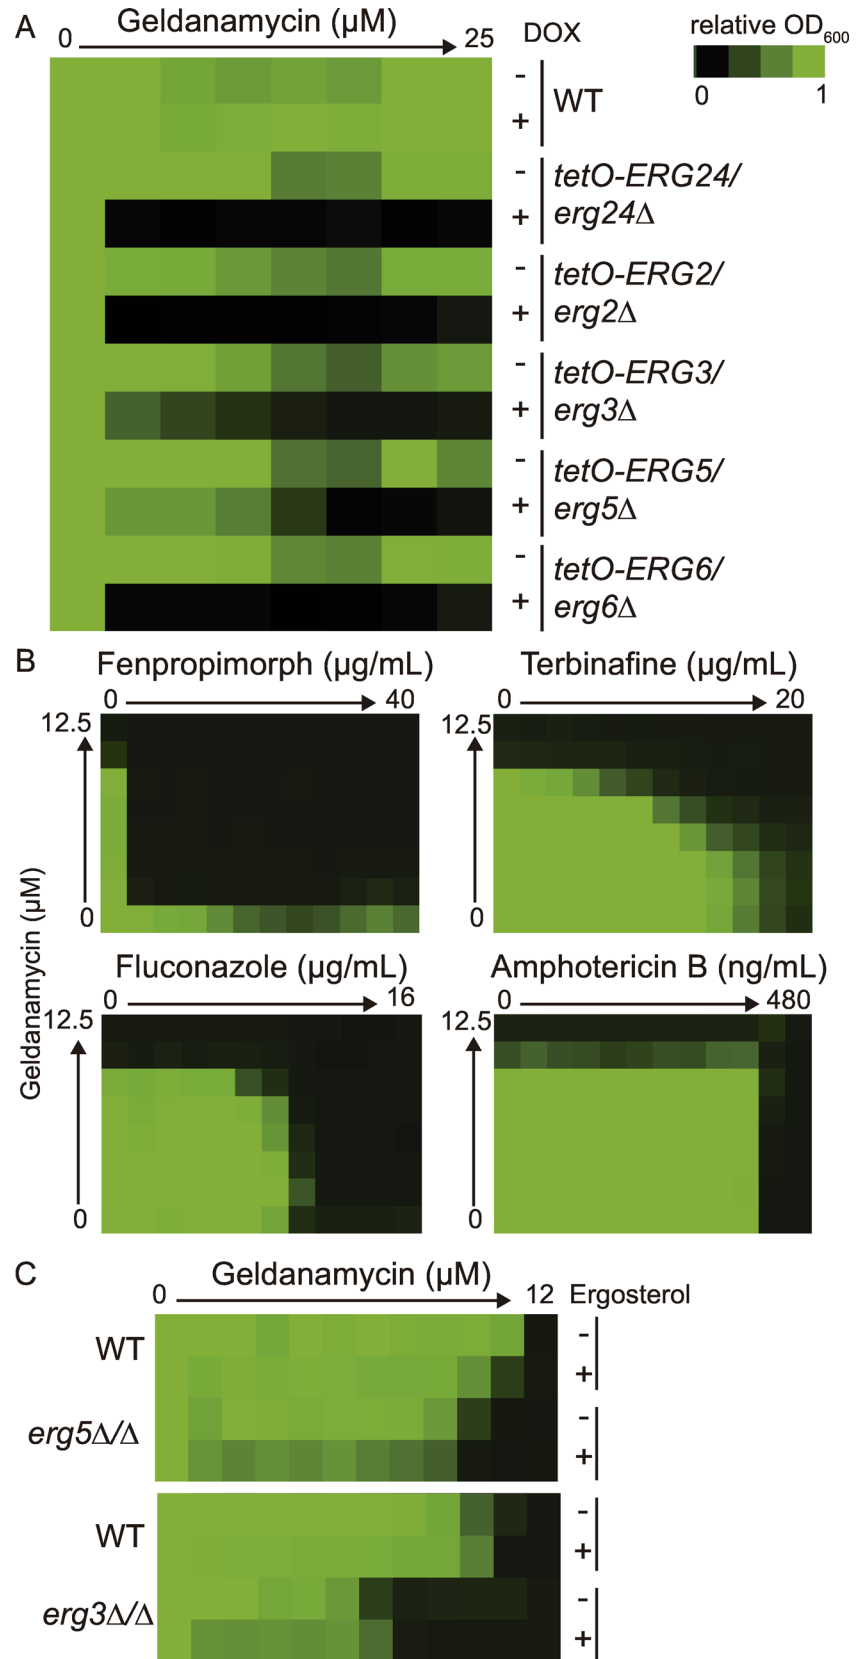 A
Geldanamycin (µM)
0 25
DOX
relative OD600
0 1
-
+
WT
-
+
tetO-ERG24/
erg24Δ
-
+
tetO-ERG2/
erg2Δ
-
+
tetO-ERG3/
erg3Δ
-
+
tetO-ERG5/
erg5Δ
-
+
tetO-ERG6/
erg6Δ
B
Fenpropimorph (µg/mL)
0 40
12.5
0
Terbinafine (µg/mL)
0 20
12.5
0
Geldanamycin (µM)
Fluconazole (µg/mL)
0 16
12.5
0
Amphotericin B (ng/mL)
0 480
12.5
0
C
Geldanamycin (µM)
0 12
Ergosterol
WT
-
+
erg5Δ/Δ
-
+
WT
-
+
erg3Δ/Δ
-
+